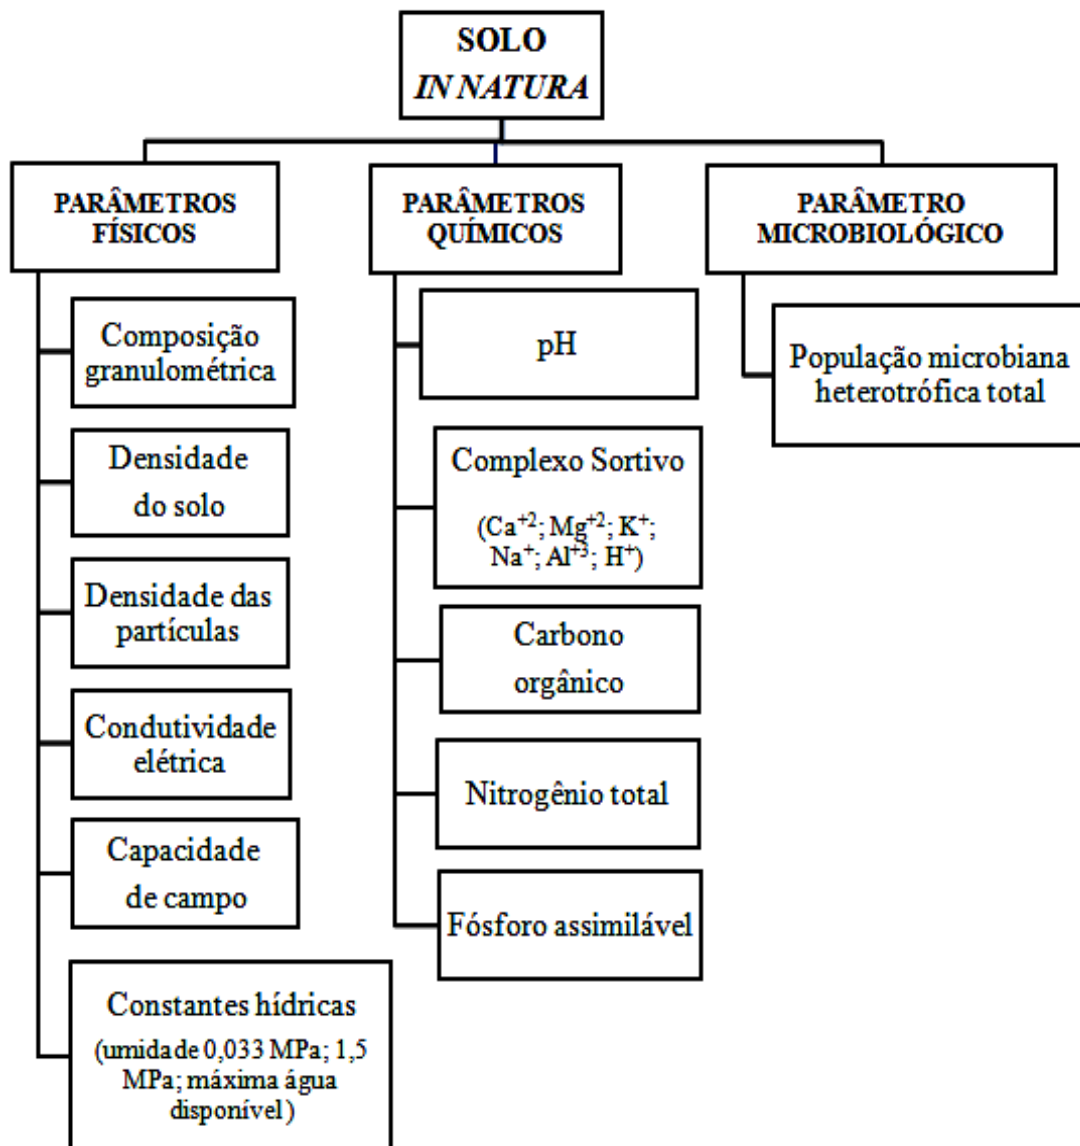 SOLO
IN NATURA
PARÂMETROS
FÍSICOS
Composição
granulométrica
Densidade
do solo
Densidade das
partículas
Condutividade
elétrica
Capacidade
de campo
Constantes hídricas
(umidade 0,033 MPa; 1,5
MPa; máxima água
disponível)
PARÂMETROS
QUÍMICOS
pH
Complexo Sortivo
(Ca⁺²; Mg⁺²; K⁺;
Na⁺; Al⁺³; H⁺)
Carbono
orgânico
Nitrogênio total
Fósforo assimilável
PARÂMETRO
MICROBIOLÓGICO
População microbiana
heterotrófica total